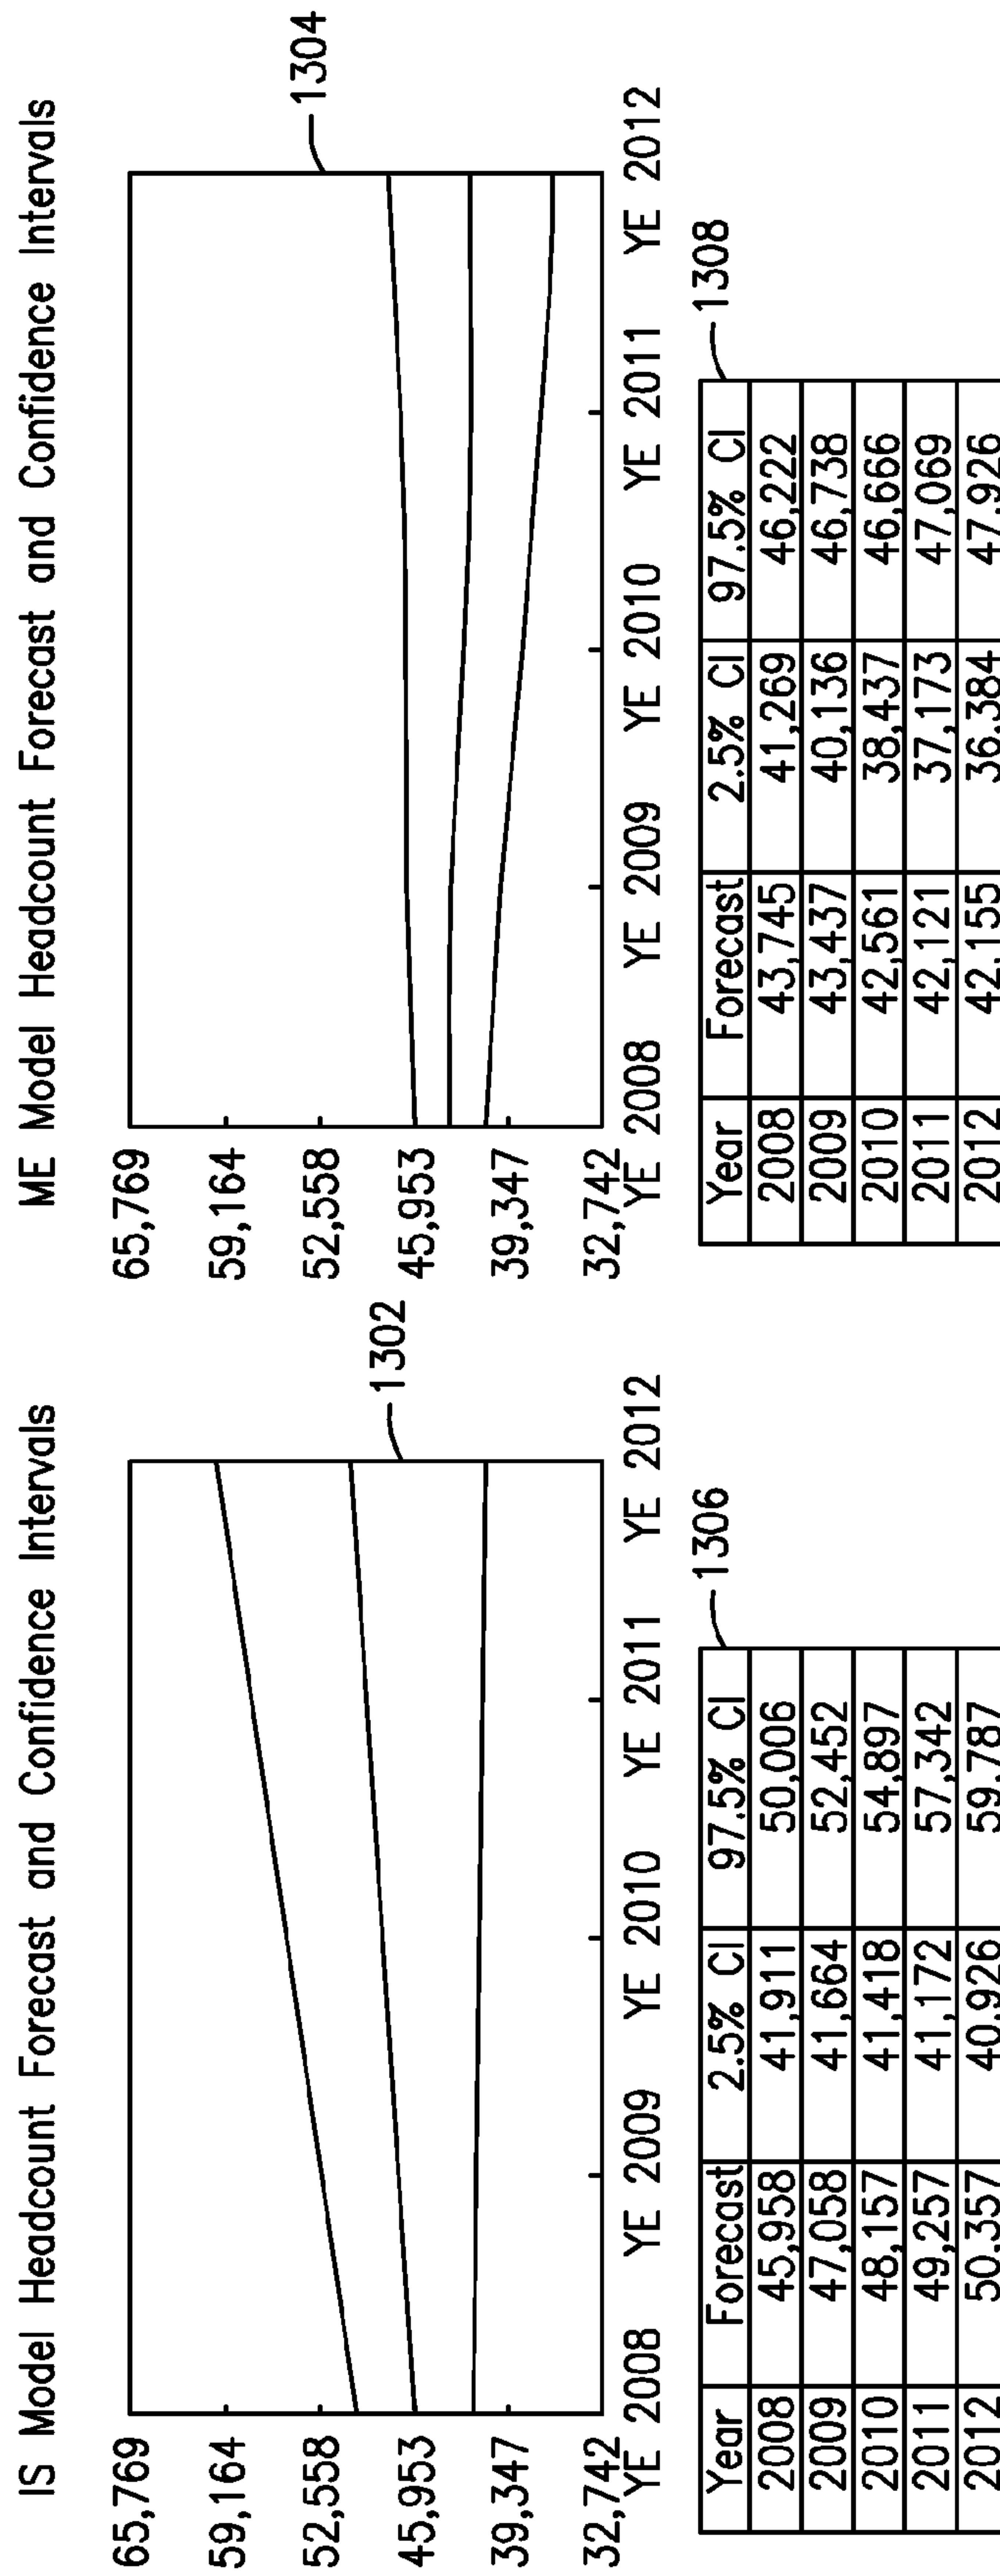 IS Model Headcount Forecast and Confidence Intervals
65,769
59,164
52,558
45,953
39,347
32,742
YE 2008 YE 2009 YE 2010 YE 2011 YE 2012
1302
1306
Year Forecast 2.5% CI 97.5% CI
2008 45,958 41,911 50,006
2009 47,058 41,664 52,452
2010 48,157 41,418 54,897
2011 49,257 41,172 57,342
2012 50,357 40,926 59,787
ME Model Headcount Forecast and Confidence Intervals
65,769
59,164
52,558
45,953
39,347
32,742
YE 2008 YE 2009 YE 2010 YE 2011 YE 2012
1304
1308
Year Forecast 2.5% CI 97.5% CI
2008 43,745 41,269 46,222
2009 43,437 40,136 46,738
2010 42,561 38,437 46,666
2011 42,121 37,173 47,069
2012 42,155 36,384 47,926